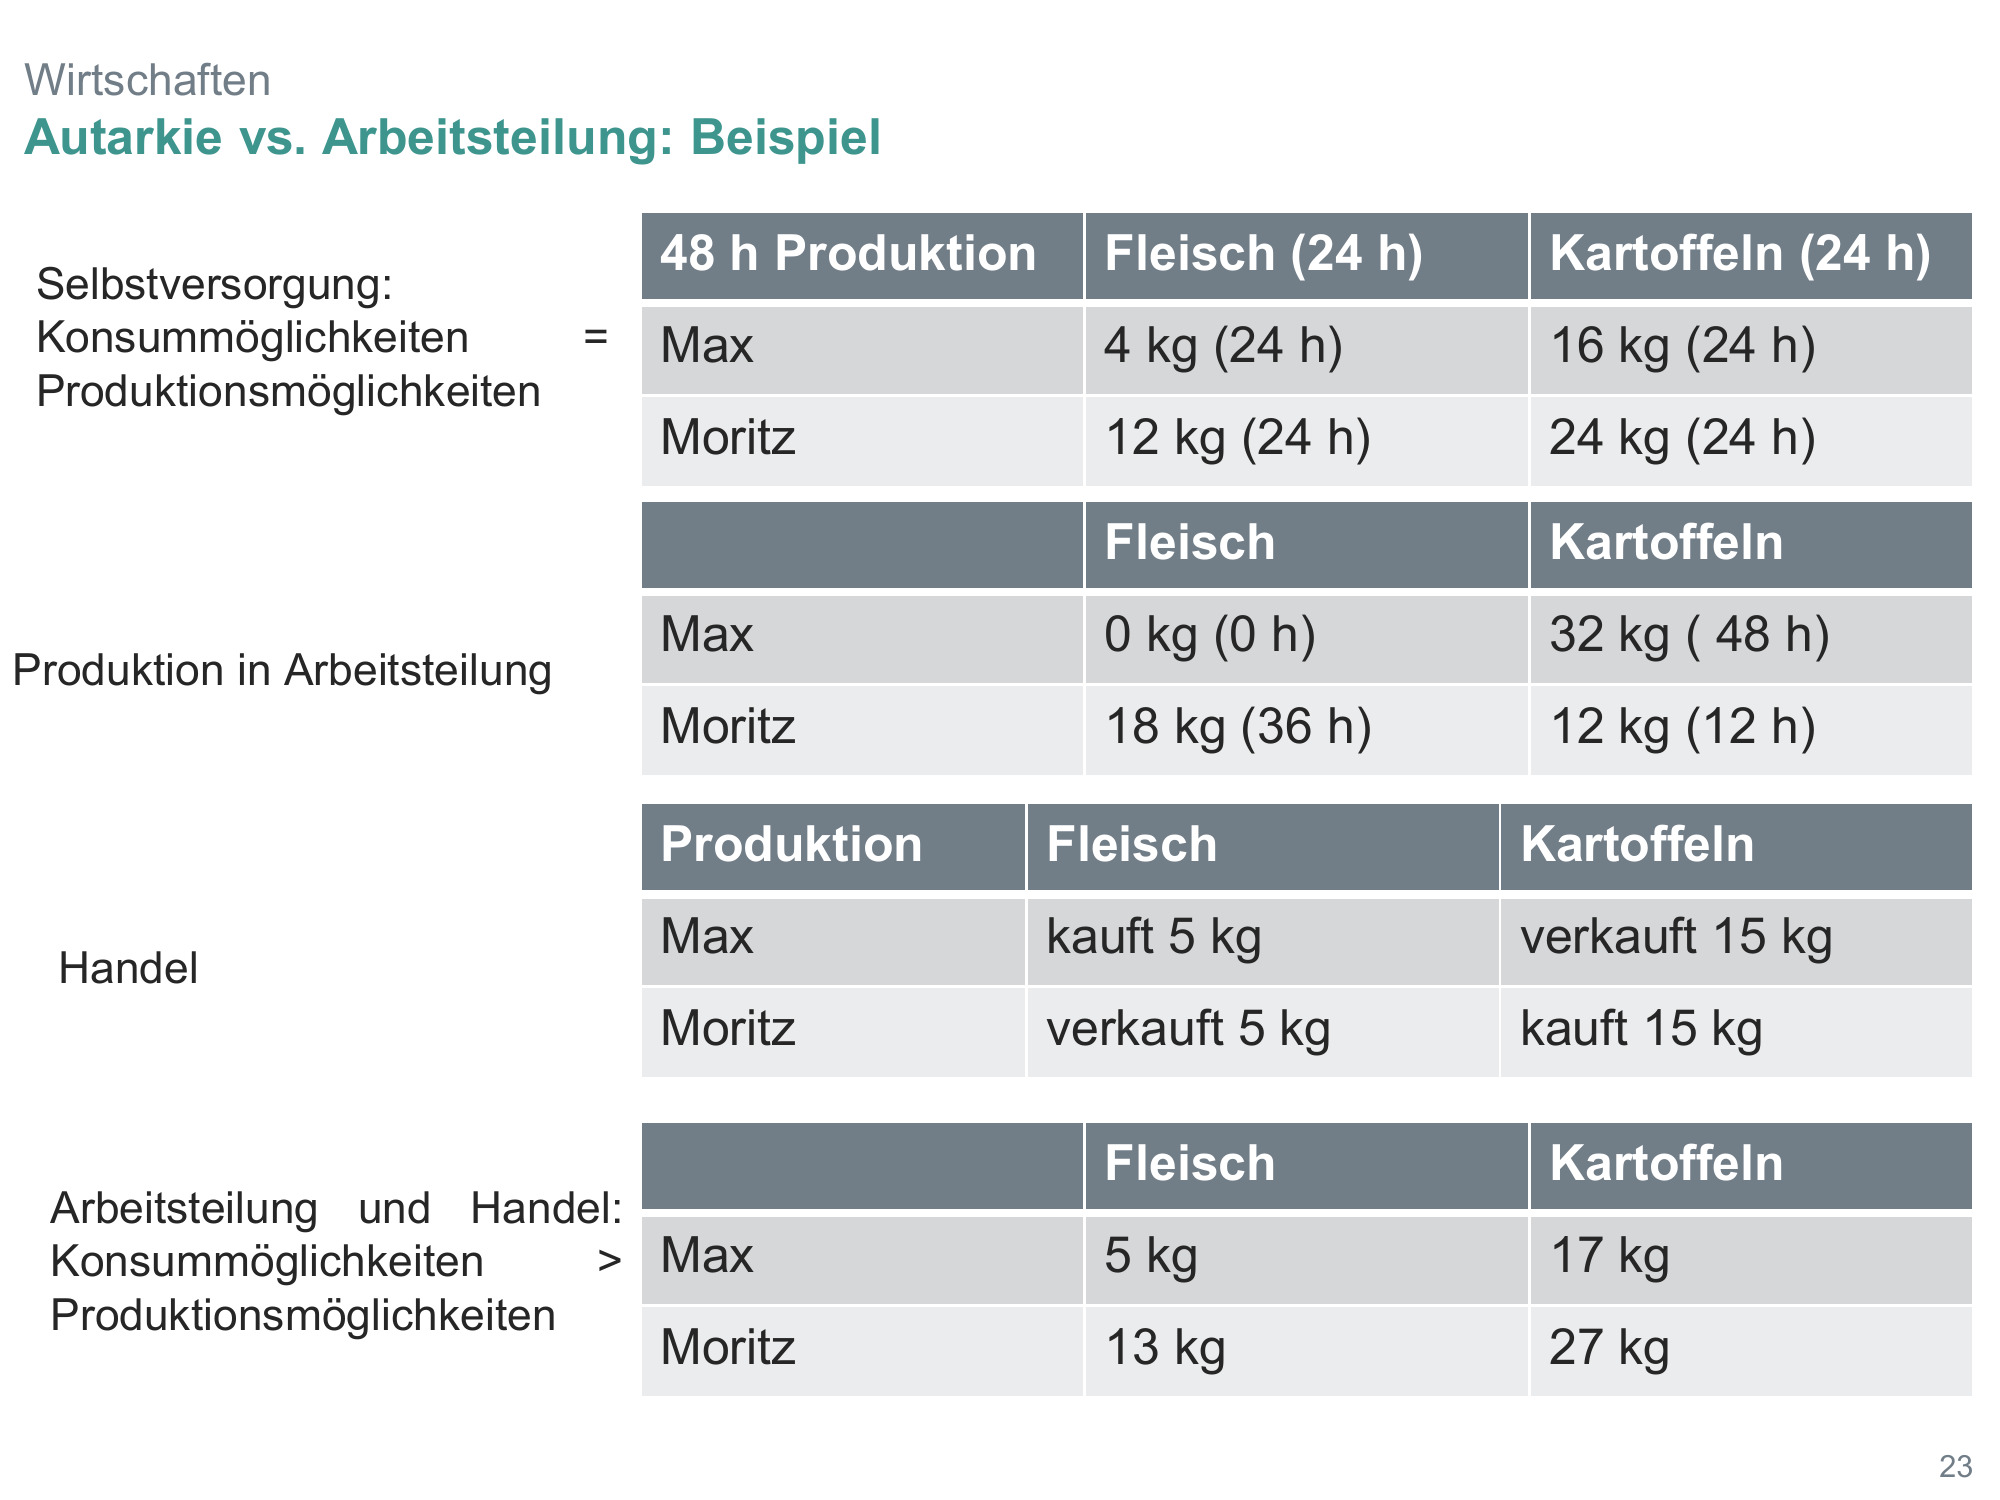 Wirtschaften
Autarkie vs. Arbeitsteilung: Beispiel
Selbstversorgung:
Konsummöglichkeiten =
Produktionsmöglichkeiten
48 h Produktion Fleisch (24 h) Kartoffeln (24 h)
Max 4 kg (24 h) 16 kg (24 h)
Moritz 12 kg (24 h) 24 kg (24 h)
Produktion in Arbeitsteilung
Fleisch Kartoffeln
Max 0 kg (0 h) 32 kg ( 48 h)
Moritz 18 kg (36 h) 12 kg (12 h)
Handel
Produktion Fleisch Kartoffeln
Max kauft 5 kg verkauft 15 kg
Moritz verkauft 5 kg kauft 15 kg
Arbeitsteilung und Handel:
Konsummöglichkeiten >
Produktionsmöglichkeiten
Fleisch Kartoffeln
Max 5 kg 17 kg
Moritz 13 kg 27 kg
23